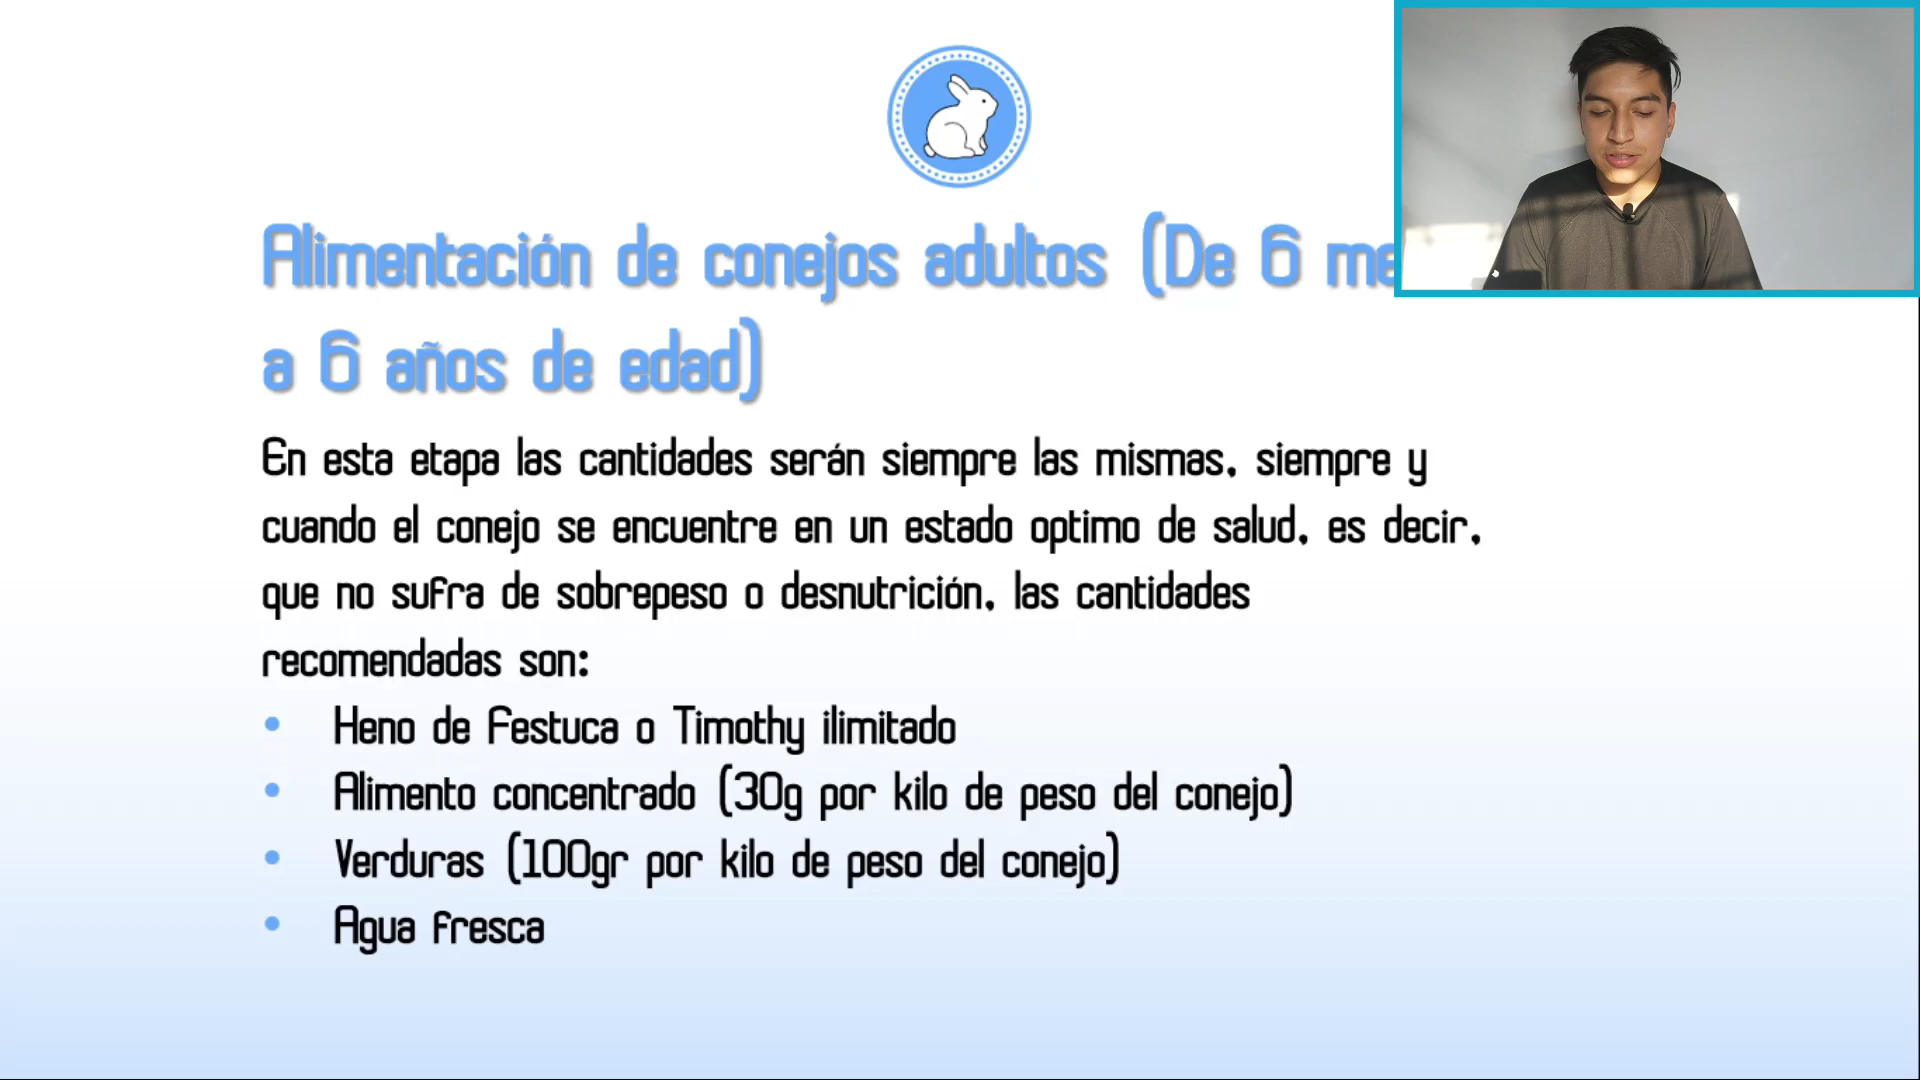 Alimentación de conejos adultos (De 6
a 6 años de edad)
En esta etapa las cantidades serán siempre las mismas, siempre y
cuando el conejo se encuentre en un estado optimo de salud, es decir,
que no sufra de sobrepeso o desnutrición, las cantidades
recomendadas son:
• Heno de Festuca o Timothy ilimitado
• Alimento concentrado (30g por kilo de peso del conejo)
• Verduras (100gr por kilo de peso del conejo)
• Agua fresca